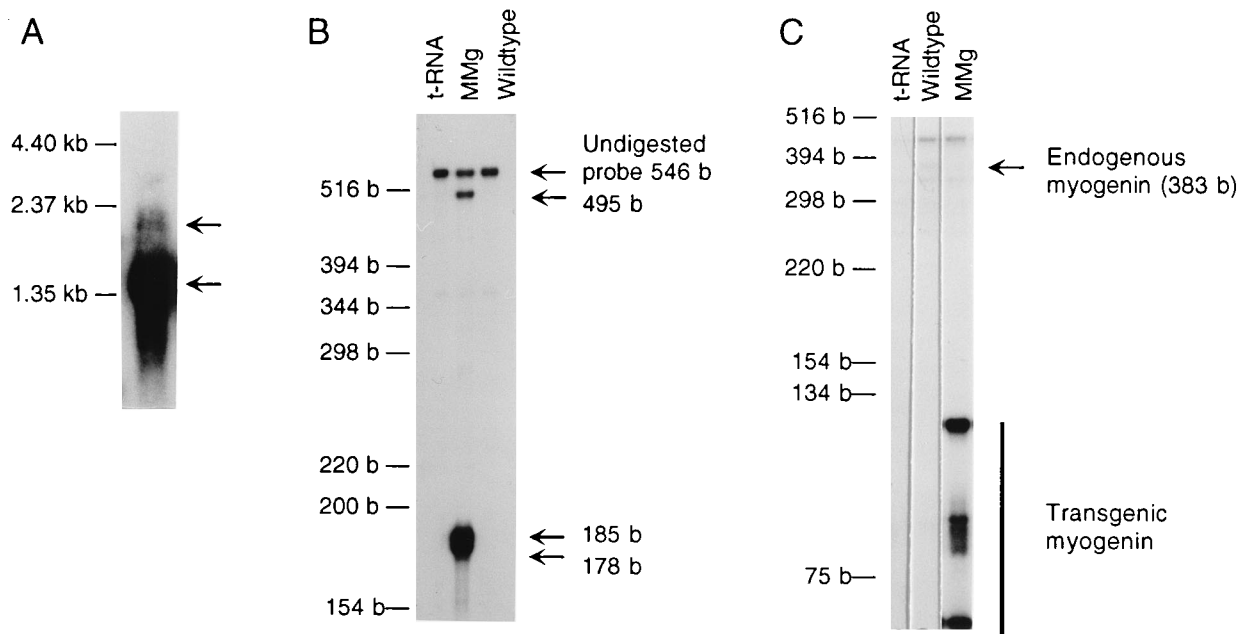 A
4.40 kb
2.37 kb
1.35 kb
B
t-RNA
MMg
Wildtype
516 b
394 b
344 b
298 b
220 b
200 b
154 b
Undigested
probe 546 b
495 b
185 b
178 b
C
t-RNA
Wildtype
MMg
516 b
394 b
298 b
220 b
154 b
134 b
75 b
Endogenous
myogenin (383 b)
Transgenic
myogenin